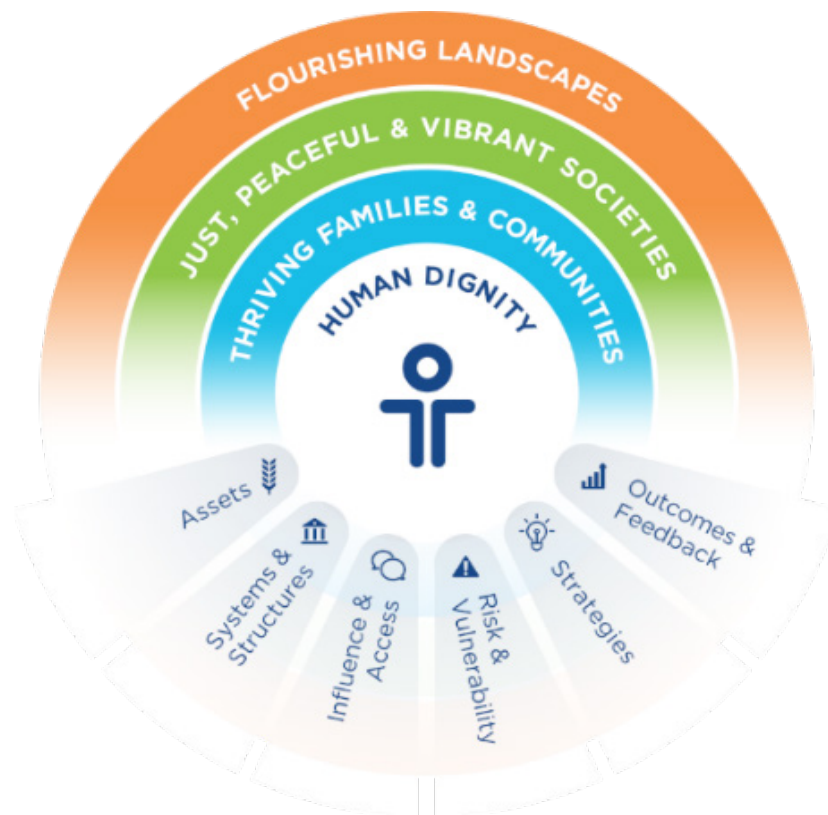 FLOURISHING LANDSCAPES
JUST, PEACEFUL & VIBRANT SOCIETIES
THRIVING FAMILIES & COMMUNITIES
HUMAN DIGNITY
Assets
Systems &
Structures
Influence &
Access
Risk &
Vulnerability
Strategies
Outcomes &
Feedback